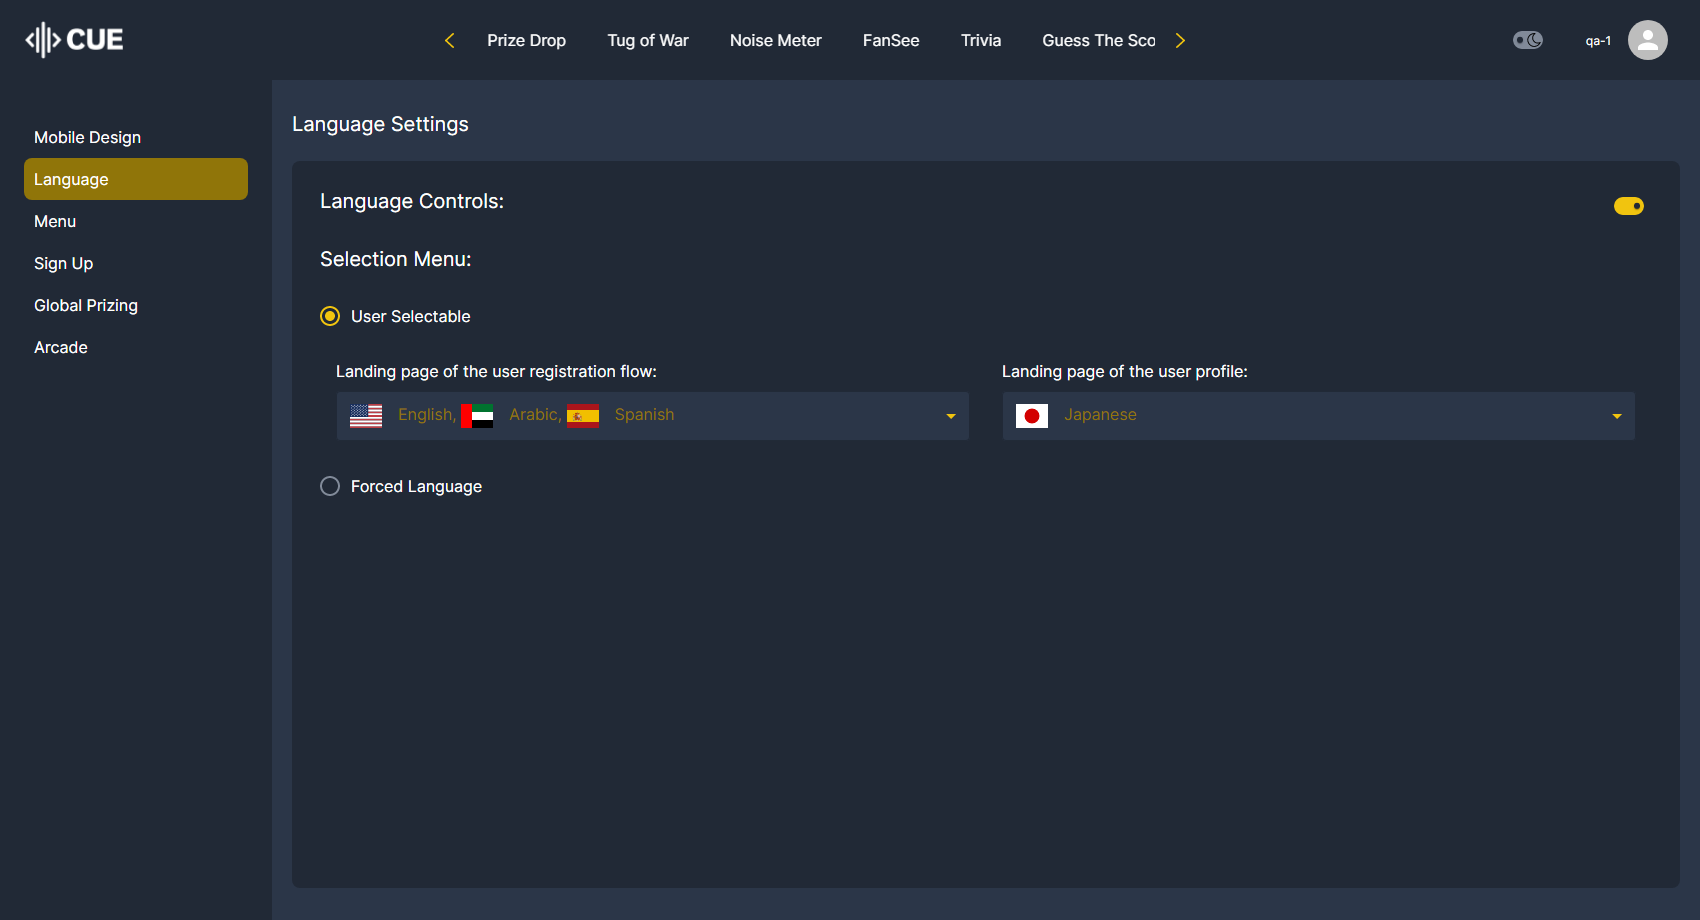 CUE
Prize Drop Tug of War Noise Meter FanSee Trivia Guess The Sco
qa-1
Mobile Design
Language
Menu
Sign Up
Global Prizing
Arcade
Language Settings
Language Controls:
Selection Menu:
User Selectable
Landing page of the user registration flow:
English, Arabic, Spanish
Landing page of the user profile:
Japanese
Forced Language